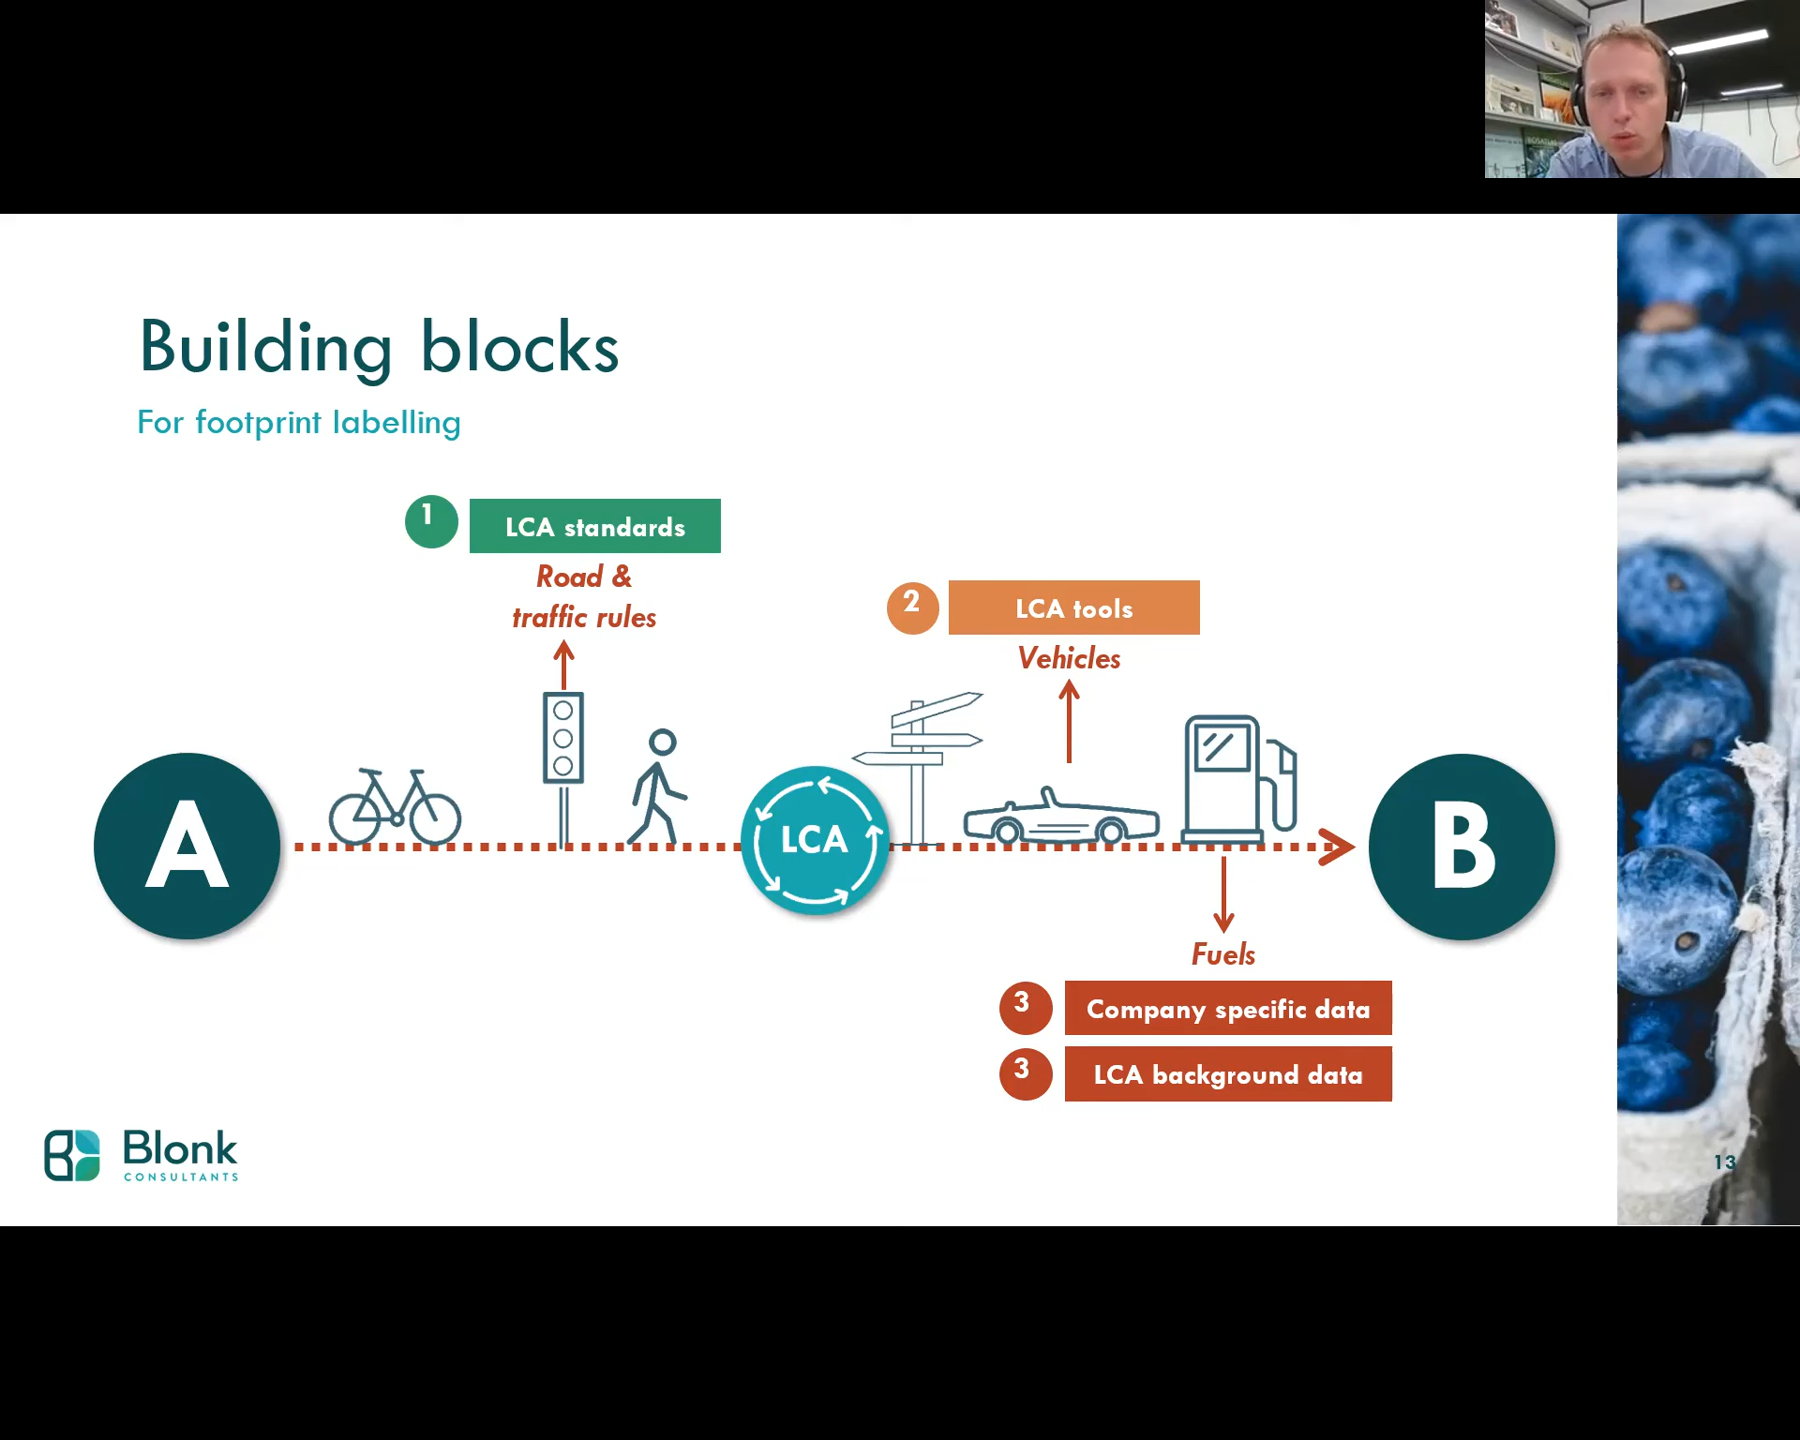 Building blocks
For footprint labelling
1
LCA standards
Road &
traffic rules
2
LCA tools
Vehicles
A
LCA
B
Fuels
3
Company specific data
3
LCA background data
Blonk
CONSULTANTS
13